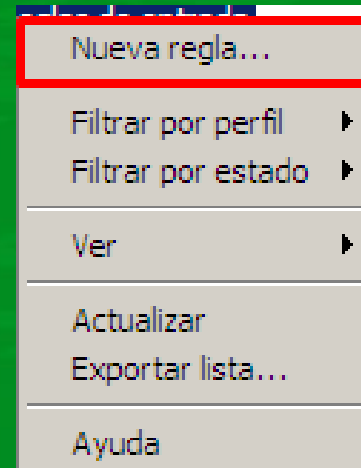 Nueva regla...
Filtrar por perfil
Filtrar por estado
Ver
Actualizar
Exportar lista...
Ayuda